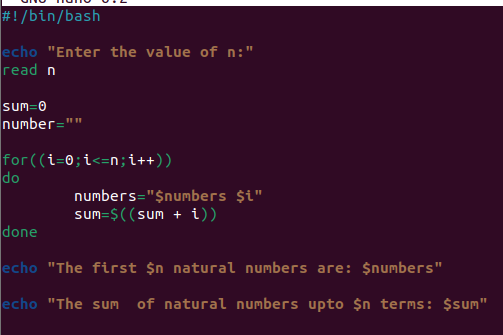 #!/bin/bash
echo "Enter the value of n:"
read n
sum=0
number=""
for((i=0;i<=n;i++))
do
numbers="$numbers $i"
sum=$((sum + i))
done
echo "The first $n natural numbers are: $numbers"
echo "The sum  of natural numbers upto $n terms: $sum"